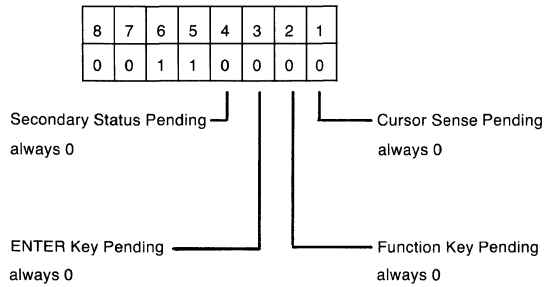 8 7 6 5 4 3 2 1
0 0 1 1 0 0 0 0
Secondary Status Pending
always 0
Cursor Sense Pending
always 0
ENTER Key Pending
always 0
Function Key Pending
always 0